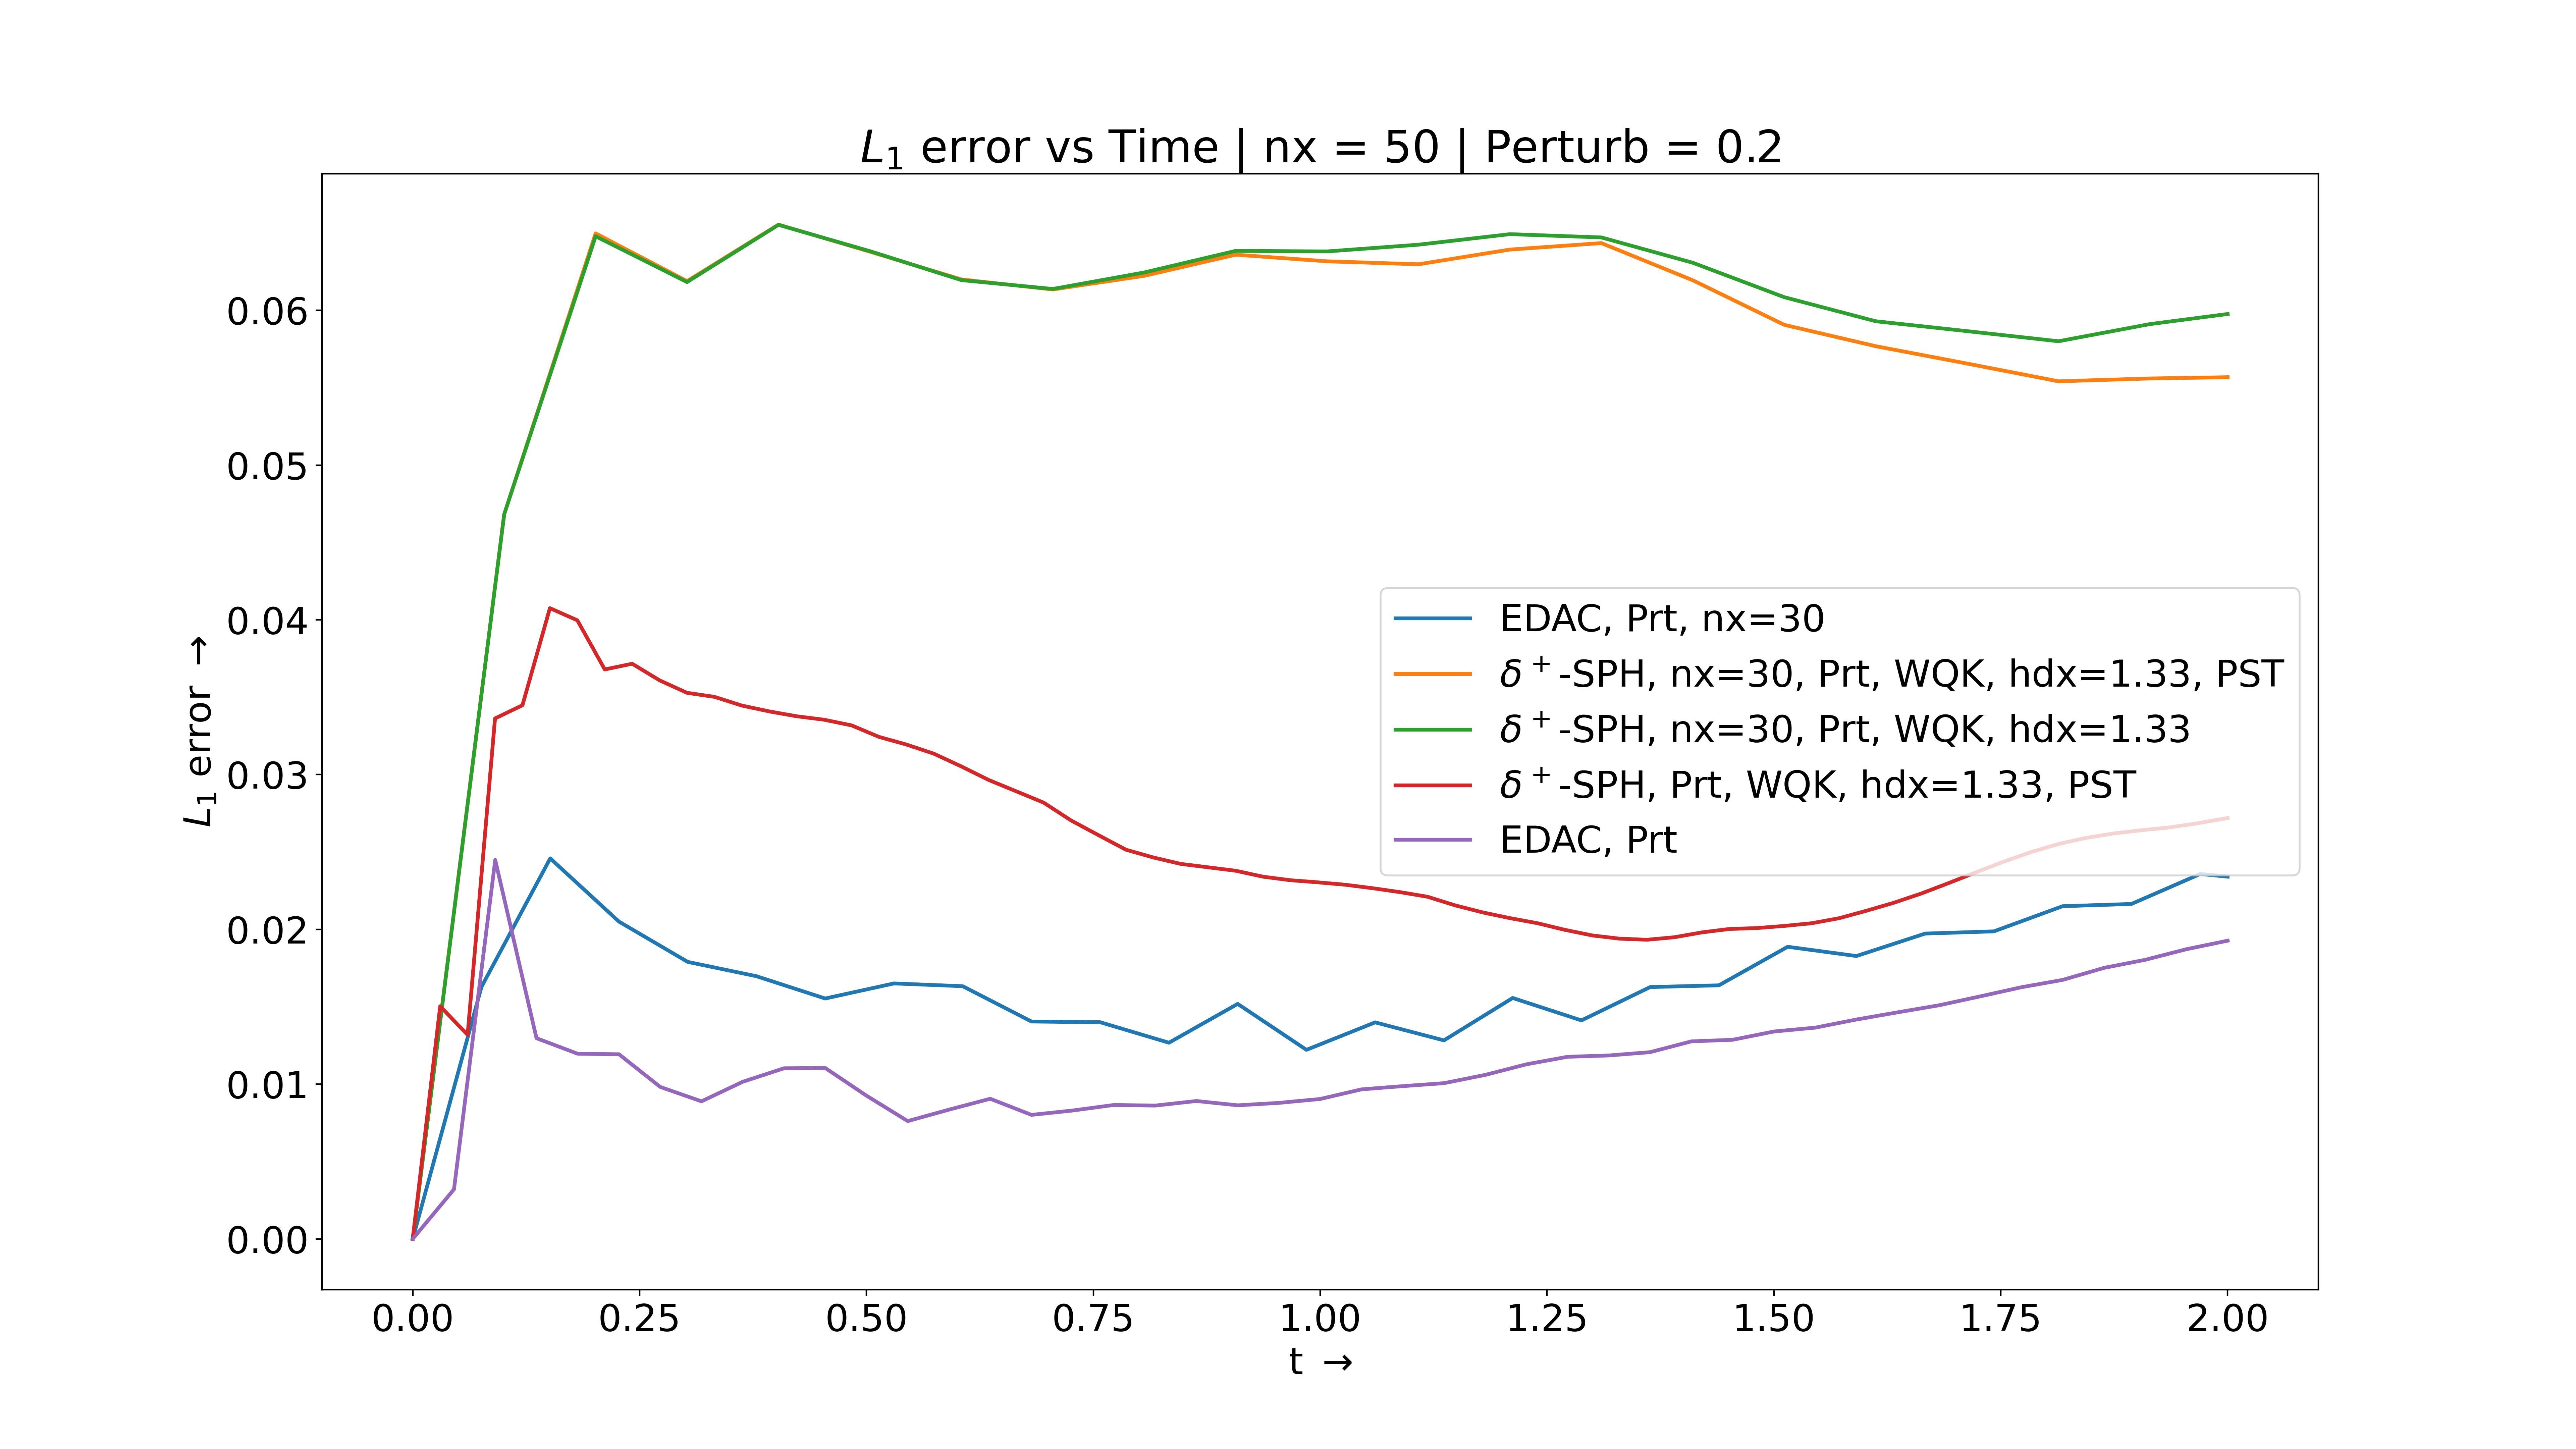 L₁ error vs Time | nx = 50 | Perturb = 0.2
L₁ error →
0.06
0.05
0.04
0.03
0.02
0.01
0.00
EDAC, Prt, nx=30
δ⁺-SPH, nx=30, Prt, WQK, hdx=1.33, PST
δ⁺-SPH, nx=30, Prt, WQK, hdx=1.33
δ⁺-SPH, Prt, WQK, hdx=1.33, PST
EDAC, Prt
0.00 0.25 0.50 0.75 1.00 1.25 1.50 1.75 2.00
t →